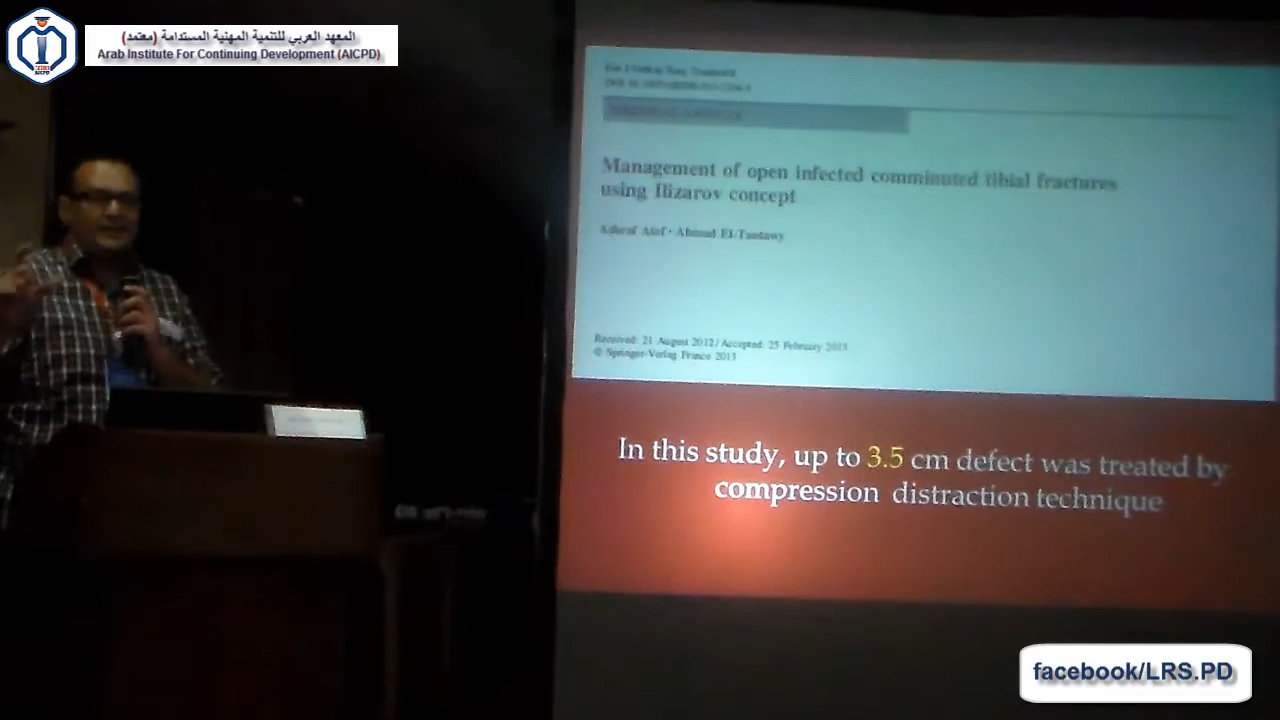 المعهد العربي للتنمية المهنية المستدامة (معتمد)
Arab Institute For Continuing Development (AICPD)
AICPD
Management of open infected comminuted tibial fractures
using Ilizarov concept
Ashraf Atef · Ahmad El-Tantawy
Received: 21 August 2012 / Accepted: 25 February 2013
© Springer-Verlag France 2013
In this study, up to 3.5 cm defect was treated by
compression distraction technique
facebook/LRS.PD